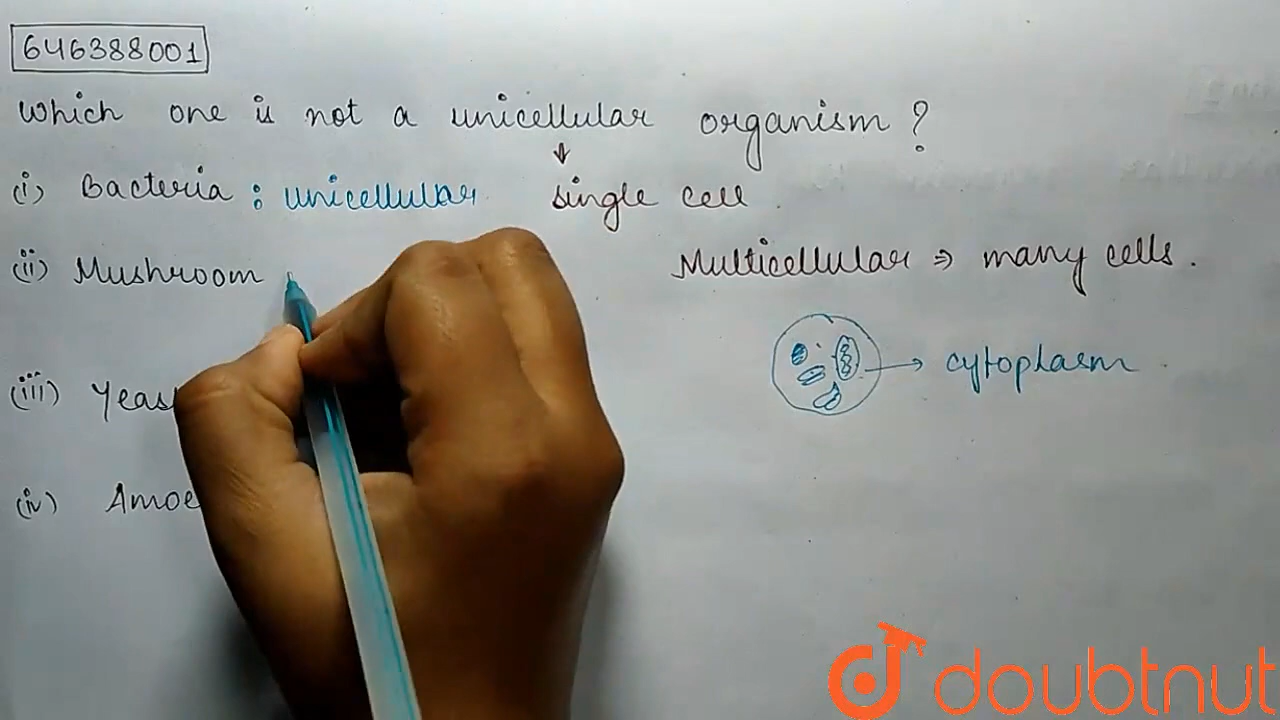 646388001
Which one is not a unicellular organism ?
(i) Bacteria : unicellular single cell
(ii) Mushroom
Multicellular ⇒ many cells.
(iii) Yeas
cytoplasm
(iv) Amoe
doubtnut